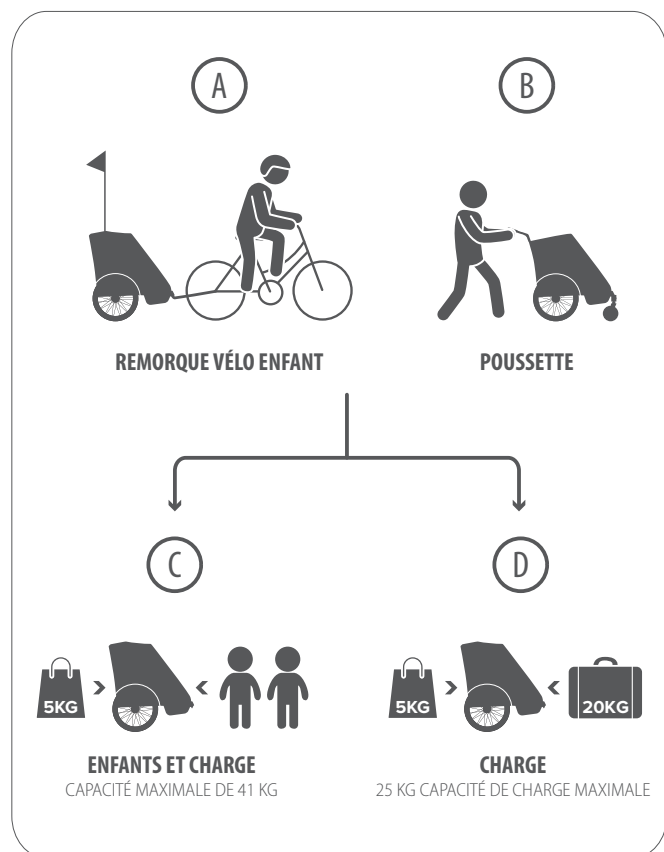 A
B
REMORQUE VÉLO ENFANT
POUSSETTE
C
D
5KG
5KG
20KG
ENFANTS ET CHARGE
CAPACITÉ MAXIMALE DE 41 KG
CHARGE
25 KG CAPACITÉ DE CHARGE MAXIMALE